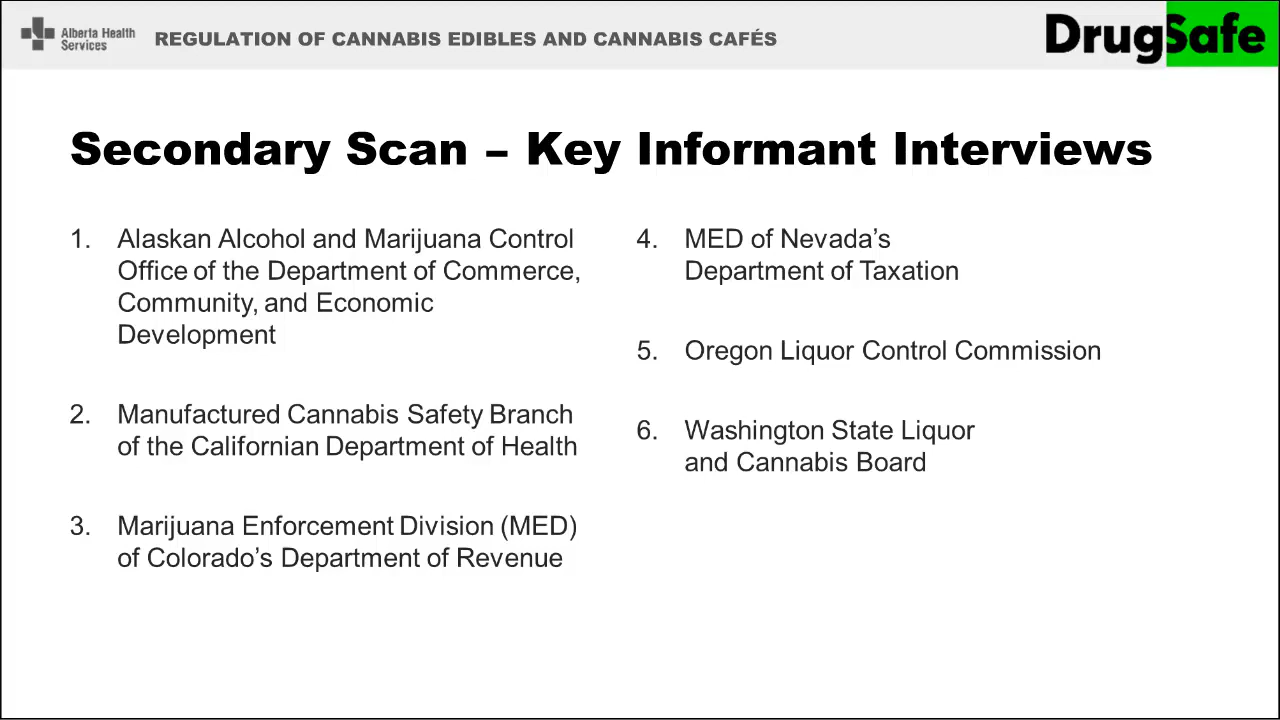 Alberta Health
Services
REGULATION OF CANNABIS EDIBLES AND CANNABIS CAFÉS
DrugSafe
Secondary Scan – Key Informant Interviews
1. Alaskan Alcohol and Marijuana Control
Office of the Department of Commerce,
Community, and Economic
Development
2. Manufactured Cannabis Safety Branch
of the Californian Department of Health
3. Marijuana Enforcement Division (MED)
of Colorado’s Department of Revenue
4. MED of Nevada’s
Department of Taxation
5. Oregon Liquor Control Commission
6. Washington State Liquor
and Cannabis Board